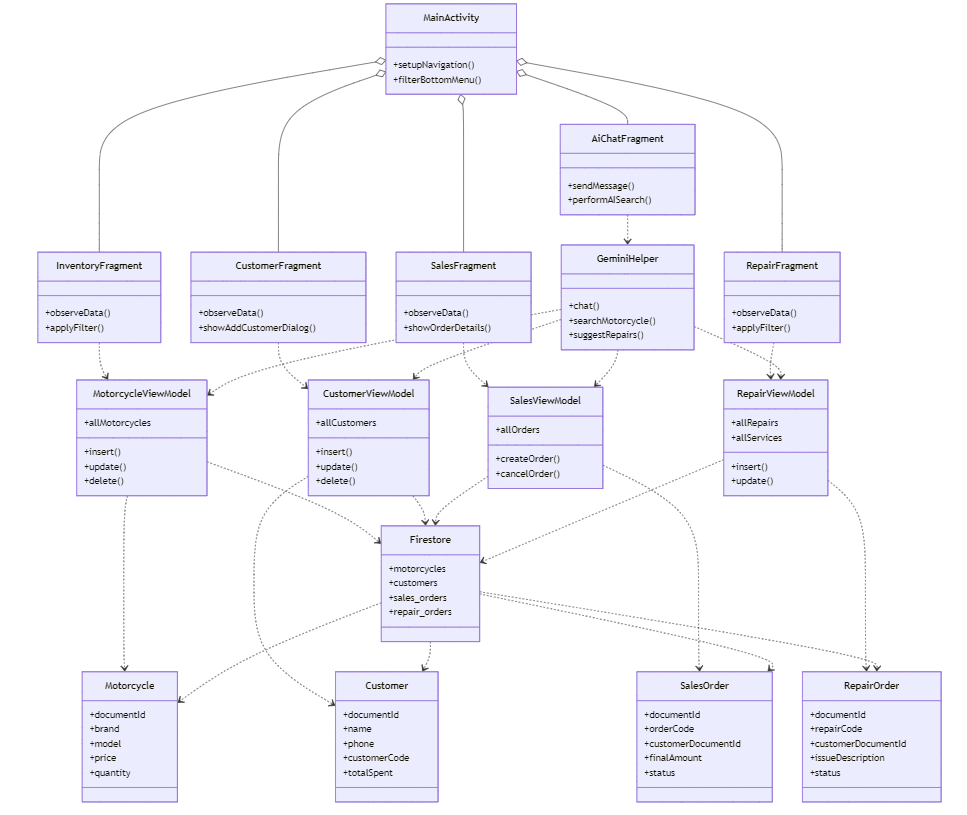 MainActivity
+setupNavigation()
+filterBottomMenu()
AiChatFragment
+sendMessage()
+performAISearch()
InventoryFragment
+observeData()
+applyFilter()
CustomerFragment
+observeData()
+showAddCustomerDialog()
SalesFragment
+observeData()
+showOrderDetails()
GeminiHelper
+chat()
+searchMotorcycle()
+suggestRepairs()
RepairFragment
+observeData()
+applyFilter()
MotorcycleViewModel
+allMotorcycles
+insert()
+update()
+delete()
CustomerViewModel
+allCustomers
+insert()
+update()
+delete()
SalesViewModel
+allOrders
+createOrder()
+cancelOrder()
RepairViewModel
+allRepairs
+allServices
+insert()
+update()
Firestore
+motorcycles
+customers
+sales_orders
+repair_orders
Motorcycle
+documentId
+brand
+model
+price
+quantity
Customer
+documentId
+name
+phone
+customerCode
+totalSpent
SalesOrder
+documentId
+orderCode
+customerDocumentId
+finalAmount
+status
RepairOrder
+documentId
+repairCode
+customerDocumentId
+issueDescription
+status